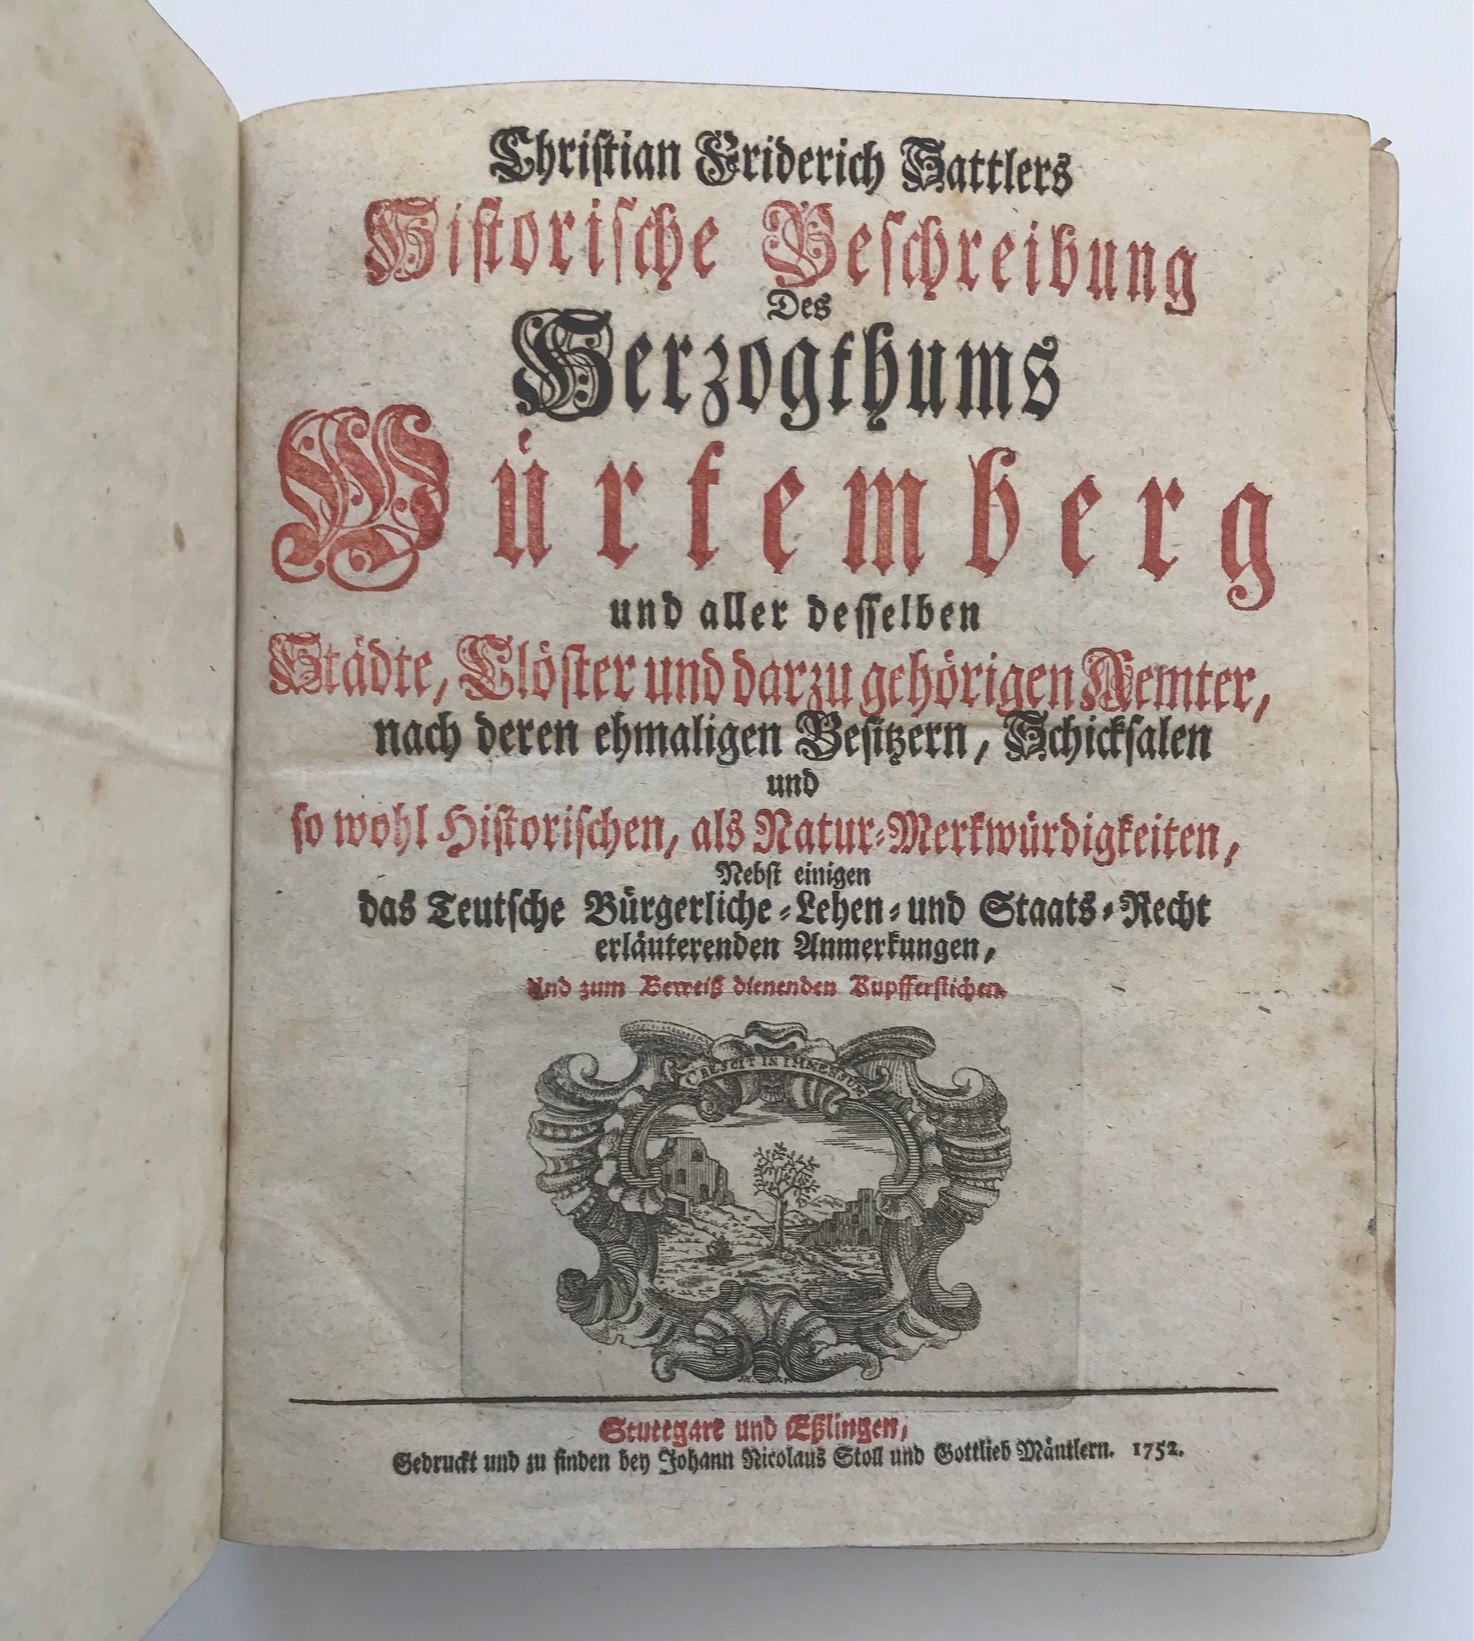 Christian Friderich Sattlers
Historische Beschreibung
Des
Herzogthums
Würtemberg
und aller desselben
Städte, Clöster und darzu gehörigen Aemter,
nach deren ehmaligen Besitzern, Schicksalen
und
so wohl Historischen, als Natur-Merkwürdigkeiten,
Nebst einigen
das Teutsche Bürgerliche-Lehen-und Staats-Recht
erläuterenden Anmerkungen,
Und zum Beweiß dienenden Kupfferstichen.
CRESCIT IN IMMENSUM
Stuttgart und Eßlingen,
Gedruckt und zu finden bey Johann Nicolaus Stoll und Gottlieb Mäntlern. 1752.